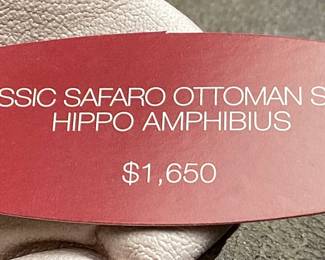 SSIC SAFARO OTTOMAN S
HIPPO AMPHIBIUS
$1,650